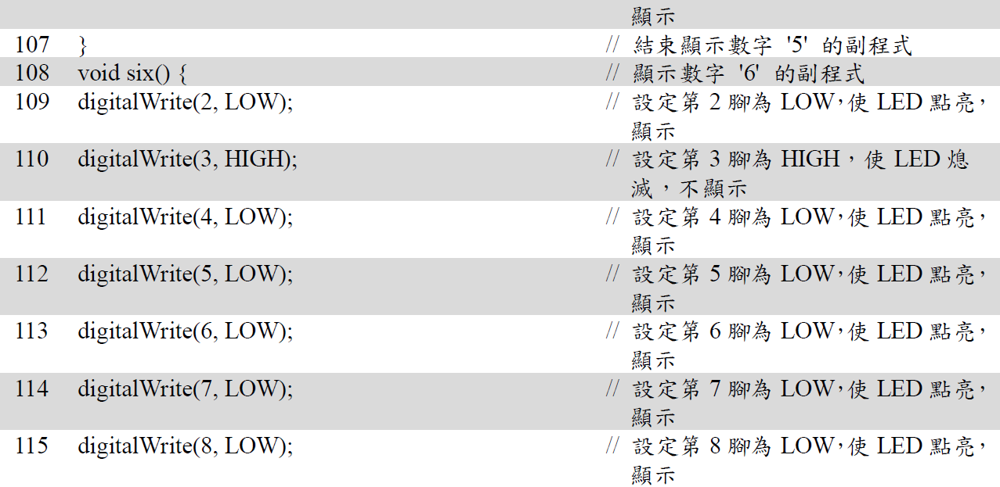 顯示
107 } // 結束顯示數字 '5' 的副程式
108 void six() { // 顯示數字 '6' 的副程式
109 digitalWrite(2, LOW); // 設定第 2 腳為 LOW，使 LED 點亮，
顯示
110 digitalWrite(3, HIGH); // 設定第 3 腳為 HIGH，使 LED 熄
滅，不顯示
111 digitalWrite(4, LOW); // 設定第 4 腳為 LOW，使 LED 點亮，
顯示
112 digitalWrite(5, LOW); // 設定第 5 腳為 LOW，使 LED 點亮，
顯示
113 digitalWrite(6, LOW); // 設定第 6 腳為 LOW，使 LED 點亮，
顯示
114 digitalWrite(7, LOW); // 設定第 7 腳為 LOW，使 LED 點亮，
顯示
115 digitalWrite(8, LOW); // 設定第 8 腳為 LOW，使 LED 點亮，
顯示